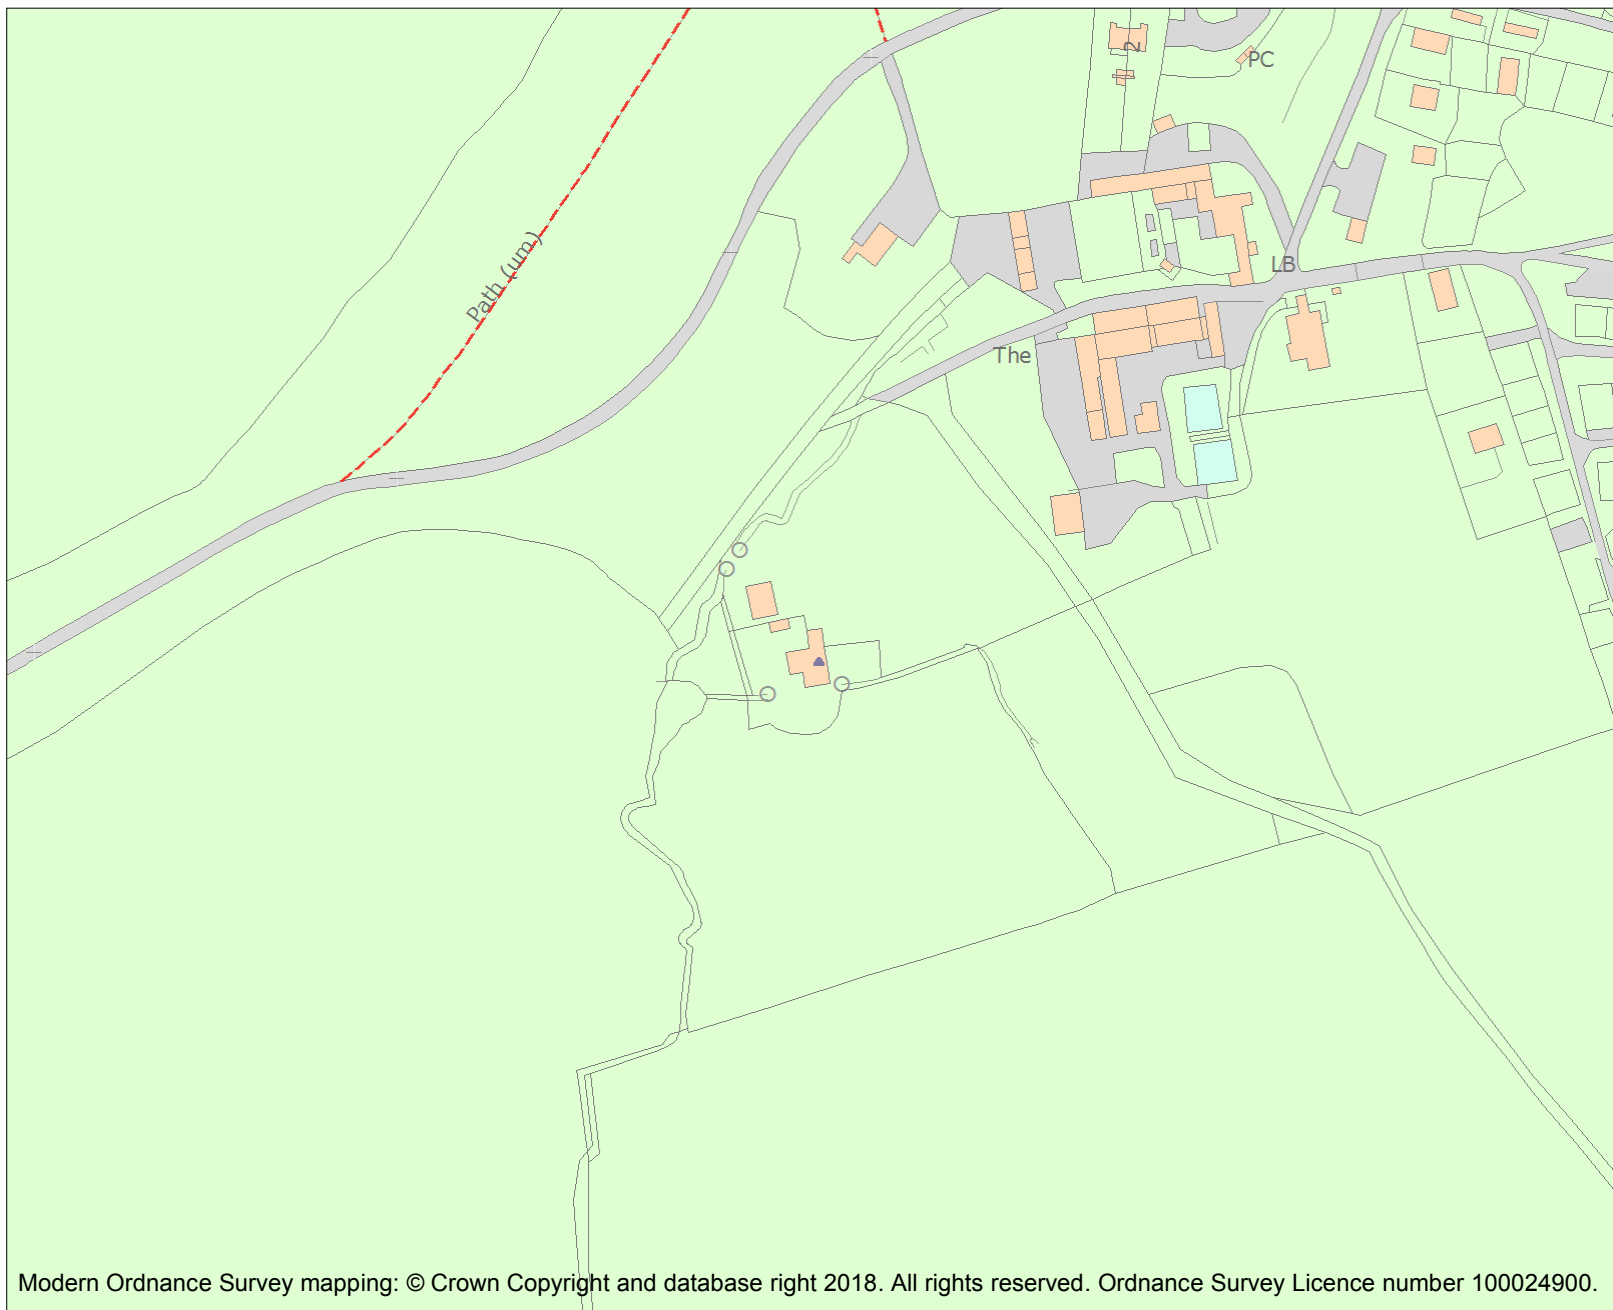 2
PC
Path (um)
LB
The
Modern Ordnance Survey mapping: © Crown Copyright and database right 2018. All rights reserved. Ordnance Survey Licence number 100024900.